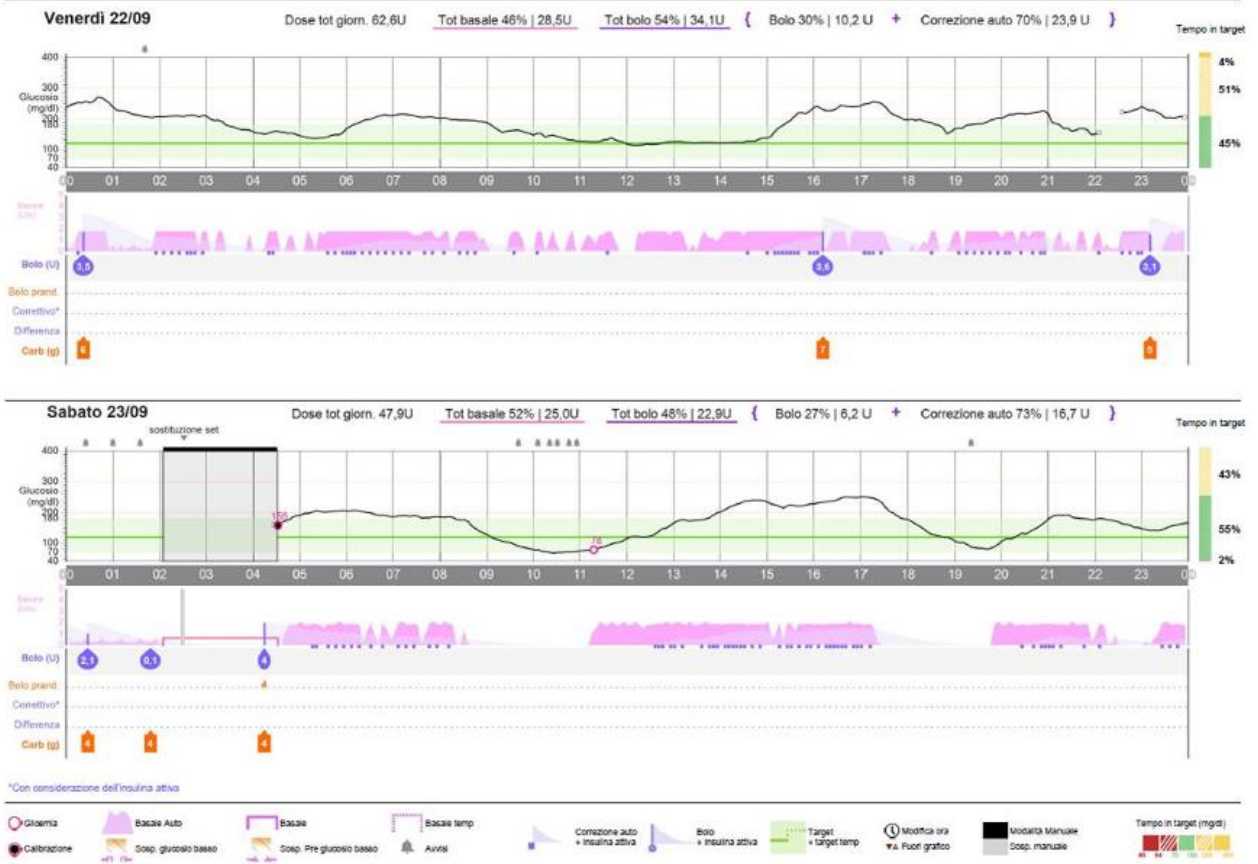 Venerdì 22/09 Dose tot giorn. 62,6U Tot basale 46% | 28,5U Tot bolo 54% | 34,1U { Bolo 30% | 10,2 U + Correzione auto 70% | 23,9 U }
Tempo in target
400
300
Glucosio
(mg/dl)
200
180
100
70
40
4%
51%
45%
00 01 02 03 04 05 06 07 08 09 10 11 12 13 14 15 16 17 18 19 20 21 22 23 00
Basale
(U/h)
Bolo (U) 3,5 3,6 3,1
Bolo prand.
Correttivo*
Differenza
Carb (g) 6 7 5
Sabato 23/09 Dose tot giorn. 47,9U Tot basale 52% | 25,0U Tot bolo 48% | 22,9U { Bolo 27% | 6,2 U + Correzione auto 73% | 16,7 U }
Tempo in target
sostituzione set
400
300
Glucosio
(mg/dl)
200
180
100
70
40
155
78
43%
55%
2%
00 01 02 03 04 05 06 07 08 09 10 11 12 13 14 15 16 17 18 19 20 21 22 23 00
Basale
(U/h)
Bolo (U) 2,1 0,1 4
Bolo prand. 4
Correttivo*
Differenza
Carb (g) 4 4 4
*Con considerazione dell'insulina attiva
Glicemia Basale Auto Basale Basale temp Correzione auto + insulina attiva Bolo + insulina attiva Target + target temp Modifica ora Modalità Manuale Tempo in target (mg/dl)
Calibrazione Sosp. glucosio basso Sosp. Pre glucosio basso Avvisi Fuori grafico Sosp. manuale